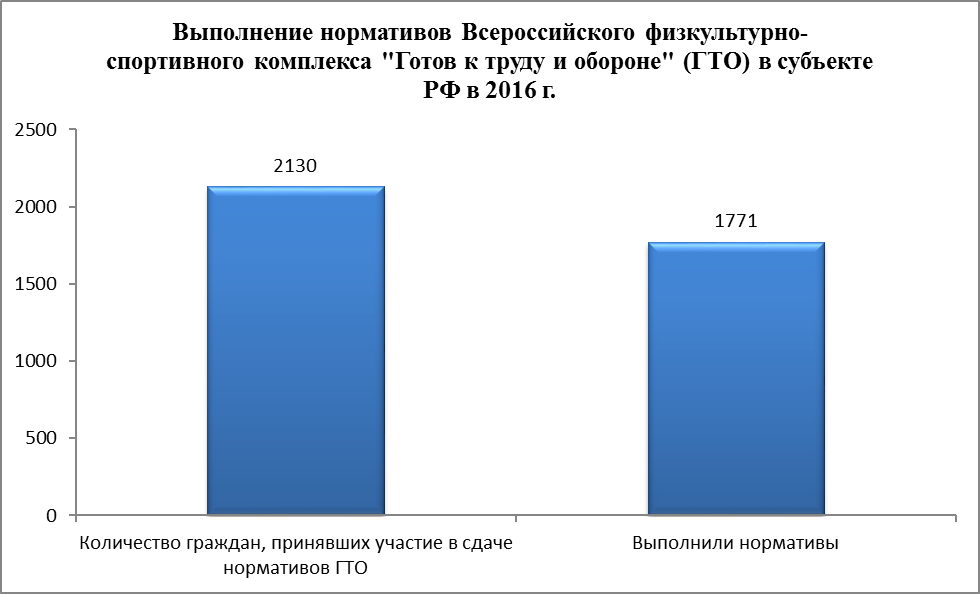 Выполнение нормативов Всероссийского физкультурно-
спортивного комплекса "Готов к труду и обороне" (ГТО) в субъекте
РФ в 2016 г.
2500
2000
1500
1000
500
0
2130
1771
Количество граждан, принявших участие в сдаче
нормативов ГТО
Выполнили нормативы